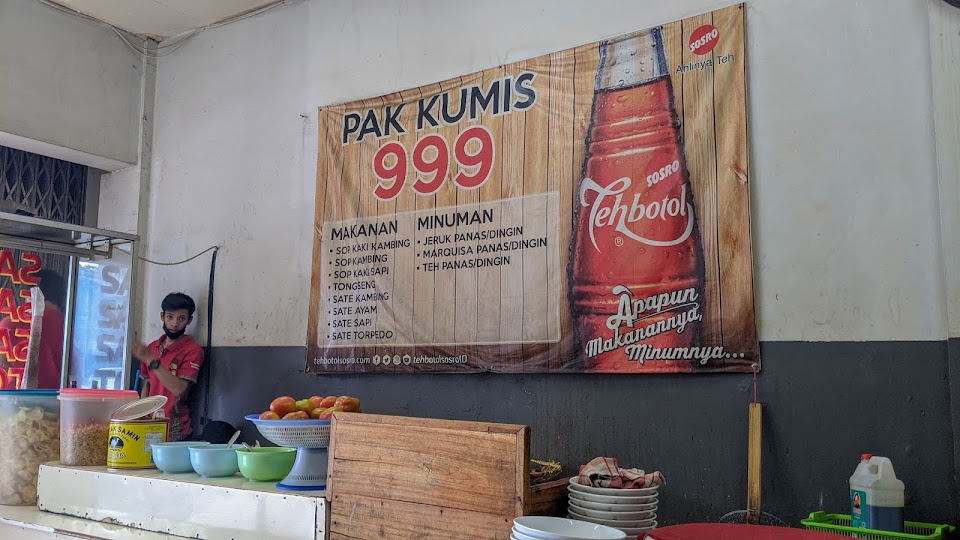 SOSRO
Ahlinya Teh
PAK KUMIS
999
MAKANAN
• SOP KAKI KAMBING
• SOP KAMBING
• SOP KAKI SAPI
• TONGSENG
• SATE KAMBING
• SATE AYAM
• SATE SAPI
• SATE TORPEDO
MINUMAN
• JERUK PANAS/DINGIN
• MARQUISA PANAS/DINGIN
• TEH PANAS/DINGIN
SOSRO
Tehbotol
®
Apapun
Makanannya,
Minumnya...
tehbotolsosro.com
tehbotolsosroID
SAMIN